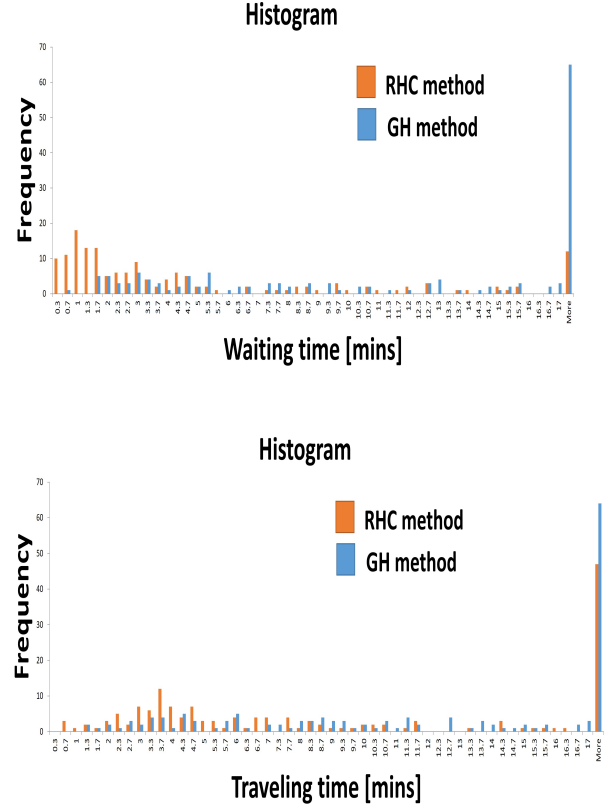 Histogram
70
60
50
40
30
20
10
0
Frequency
RHC method
GH method
0.3 0.7 1 1.3 1.7 2 2.3 2.7 3 3.3 3.7 4 4.3 4.7 5 5.3 5.7 6 6.3 6.7 7 7.3 7.7 8 8.3 8.7 9 9.3 9.7 10 10.3 10.7 11 11.3 11.7 12 12.3 12.7 13 13.3 13.7 14 14.3 14.7 15 15.3 15.7 16 16.3 16.7 17 More
Waiting time [mins]
Histogram
70
60
50
40
30
20
10
0
Frequency
RHC method
GH method
0.3 0.7 1 1.3 1.7 2 2.3 2.7 3 3.3 3.7 4 4.3 4.7 5 5.3 5.7 6 6.3 6.7 7 7.3 7.7 8 8.3 8.7 9 9.3 9.7 10 10.3 10.7 11 11.3 11.7 12 12.3 12.7 13 13.3 13.7 14 14.3 14.7 15 15.3 15.7 16 16.3 16.7 17 More
Traveling time [mins]